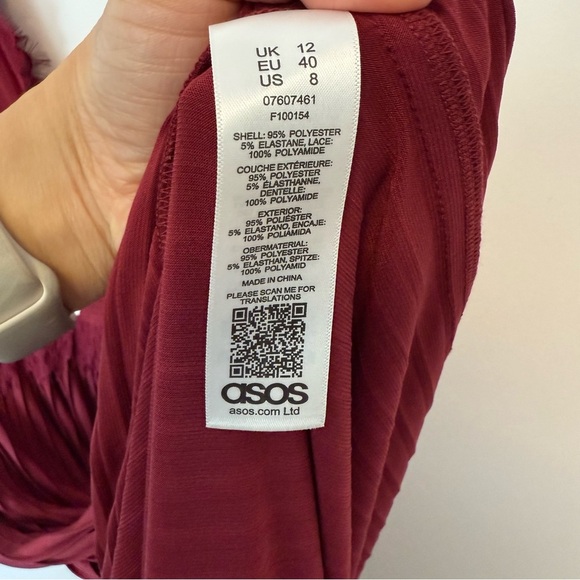 UK 12
EU 40
US 8
07607461
F100154
SHELL: 95% POLYESTER
5% ELASTANE, LACE:
100% POLYAMIDE
COUCHE EXTÉRIEURE:
95% POLYESTER
5% ÉLASTHANNE,
DENTELLE:
100% POLYAMIDE
EXTERIOR:
95% POLIÉSTER
5% ELASTANO, ENCAJE:
100% POLIAMIDA
OBERMATERIAL:
95% POLYESTER
5% ELASTHAN, SPITZE:
100% POLYAMID
MADE IN CHINA
PLEASE SCAN ME FOR
TRANSLATIONS
asos
asos.com Ltd